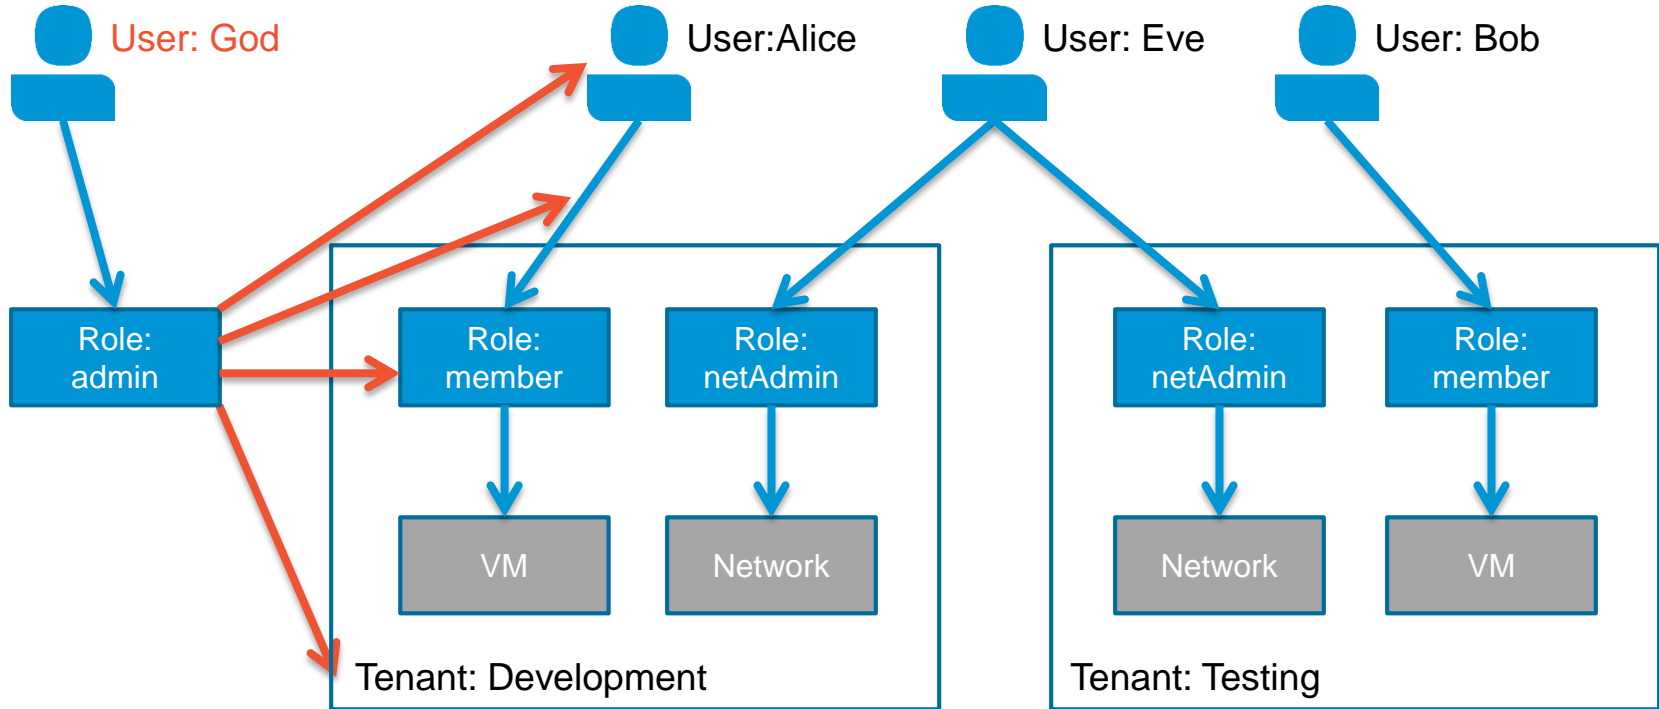 User: God
User:Alice
User: Eve
User: Bob
Role:
admin
Role:
member
Role:
netAdmin
Role:
netAdmin
Role:
member
VM
Network
Network
VM
Tenant: Development
Tenant: Testing